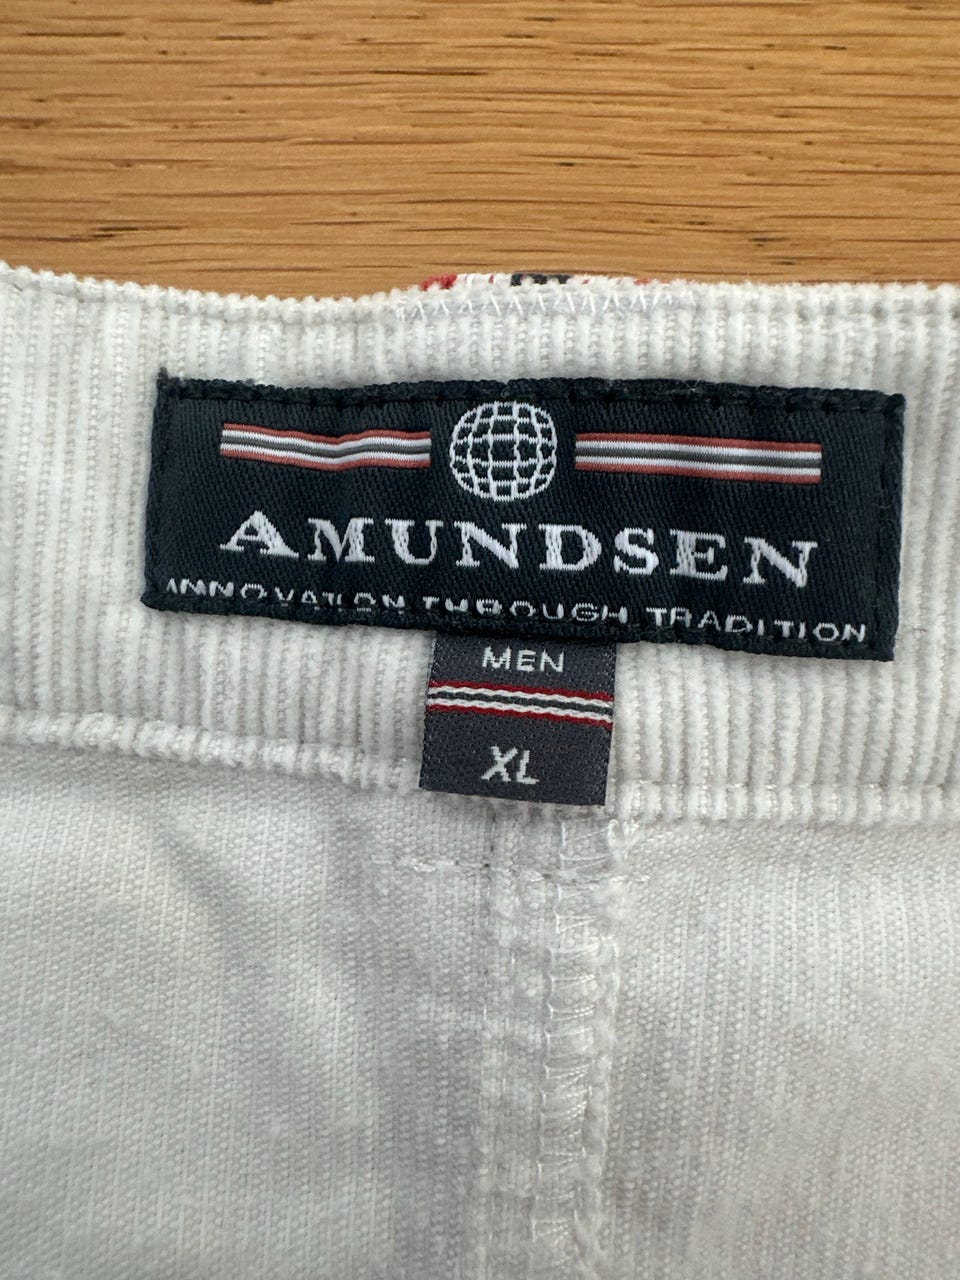 AMUNDSEN
INNOVATION THROUGH TRADITION
MEN
XL